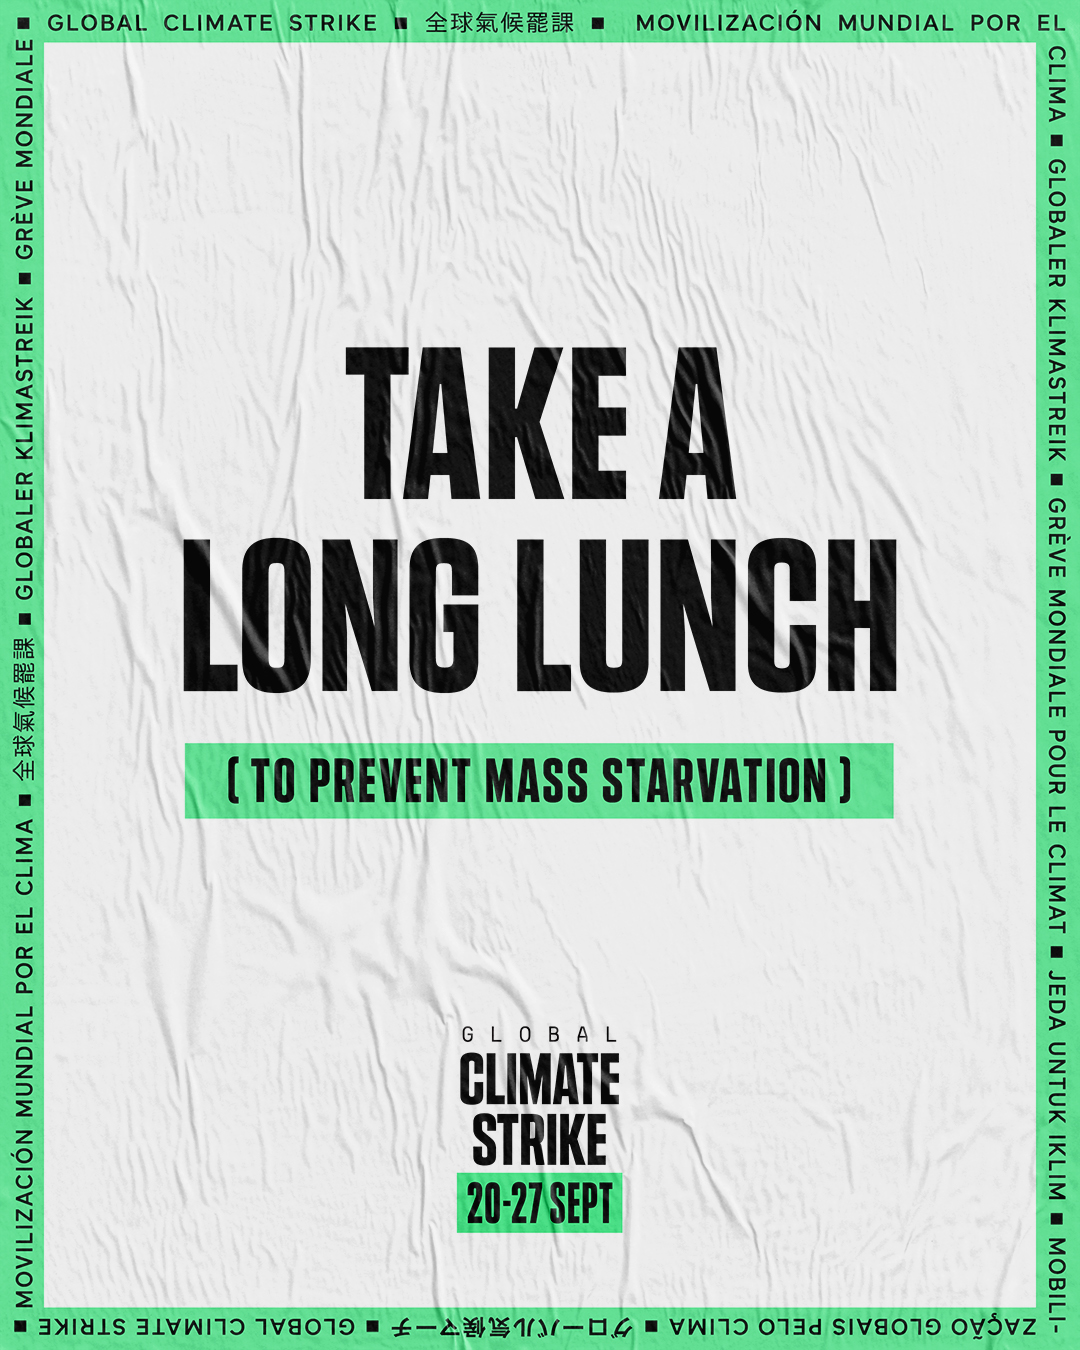 ■ GLOBAL CLIMATE STRIKE ■ 全球氣候罷課 ■ MOVILIZACIÓN MUNDIAL POR EL
CLIMA ■ GLOBALER KLIMASTREIK ■ GRÈVE MONDIALE POUR LE CLIMAT ■ JEDA UNTUK IKLIM ■ MOBILI-
TAKE A
LONG LUNCH
( TO PREVENT MASS STARVATION )
GLOBAL
CLIMATE
STRIKE
20-27 SEPT
ZAÇÃO GLOBAIS PELO CLIMA ■ グローバル気候マーチ ■ GLOBAL CLIMATE STRIKE ■
MOVILIZACIÓN MUNDIAL POR EL CLIMA ■ 全球氣候罷課 ■ GLOBALER KLIMASTREIK ■ GRÈVE MONDIALE